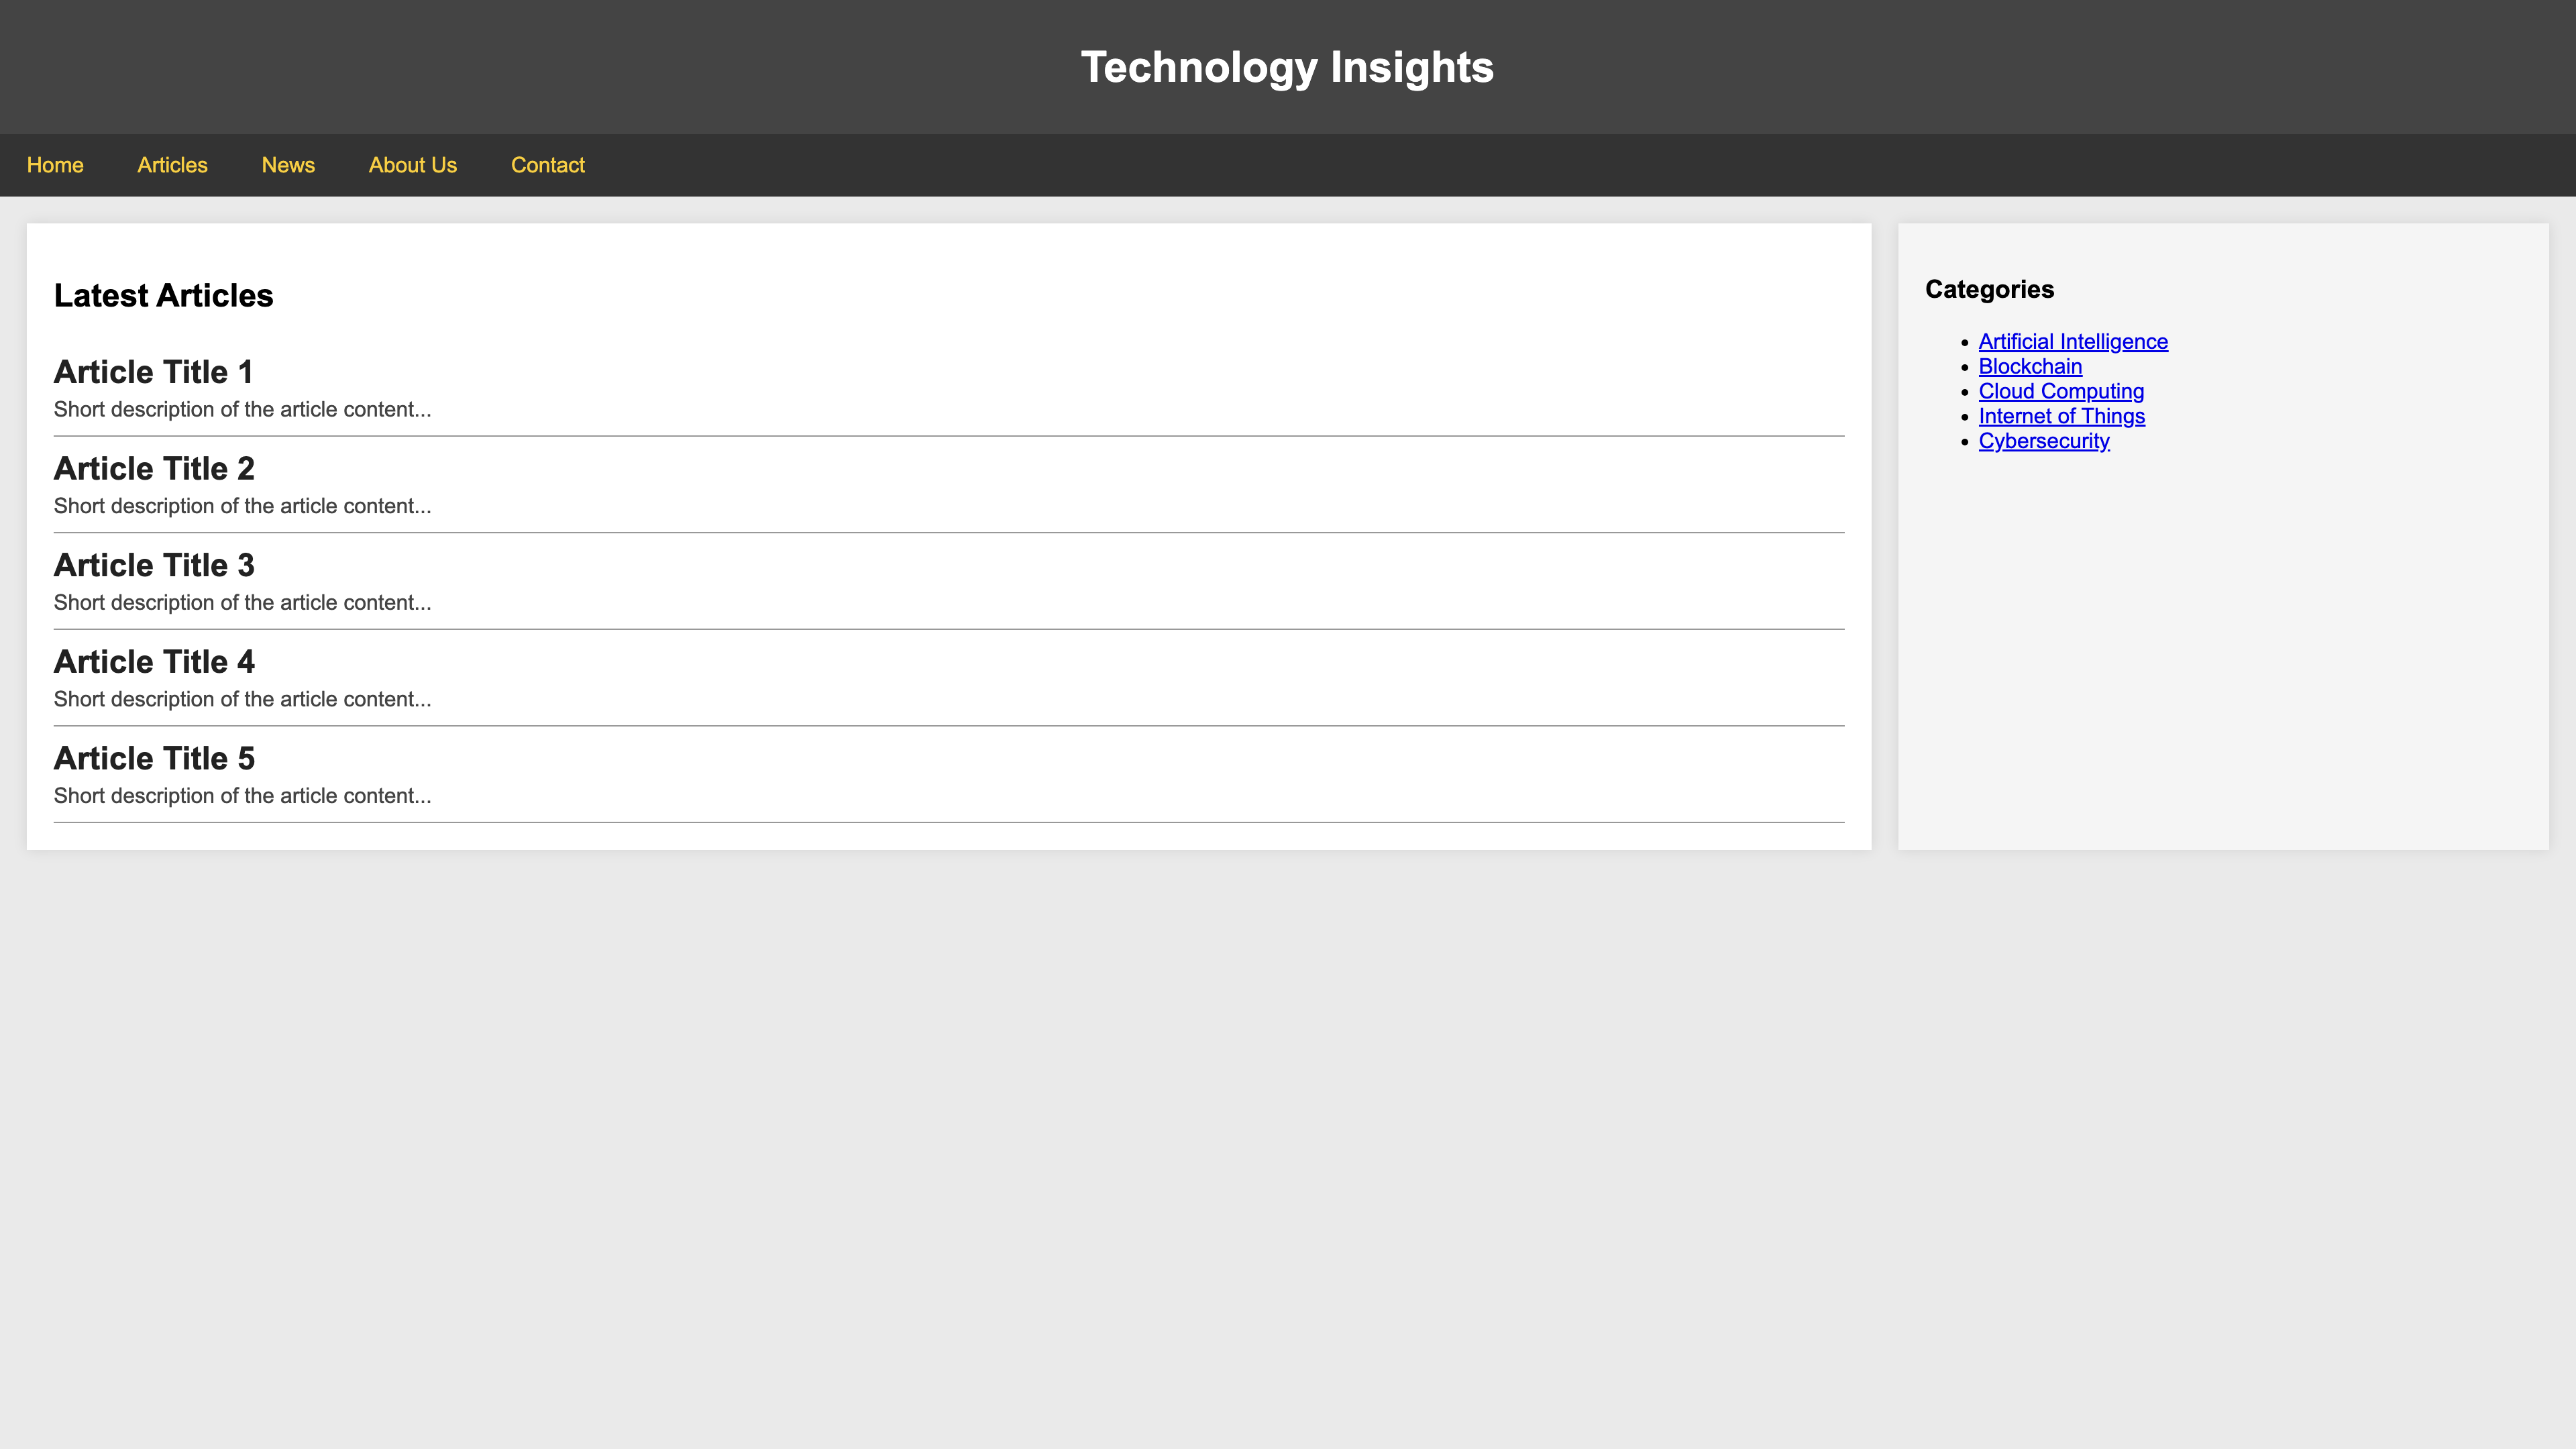 Technology Insights
Home Articles News About Us Contact
Latest Articles
Article Title 1
Short description of the article content...
Article Title 2
Short description of the article content...
Article Title 3
Short description of the article content...
Article Title 4
Short description of the article content...
Article Title 5
Short description of the article content...
Categories
Artificial Intelligence
Blockchain
Cloud Computing
Internet of Things
Cybersecurity